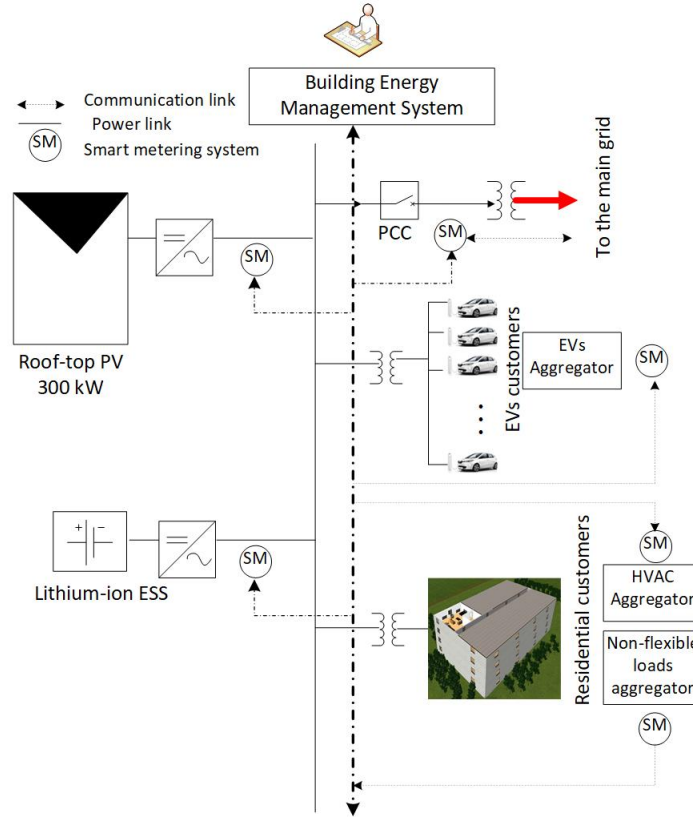 Building Energy
Management System
Communication link
Power link
SM
Smart metering system
PCC
SM
To the main grid
SM
Roof-top PV
300 kW
EVs customers
EVs
Aggregator
SM
+ −
Lithium-ion ESS
SM
Residential customers
SM
HVAC
Aggregator
Non-flexible
loads
aggregator
SM